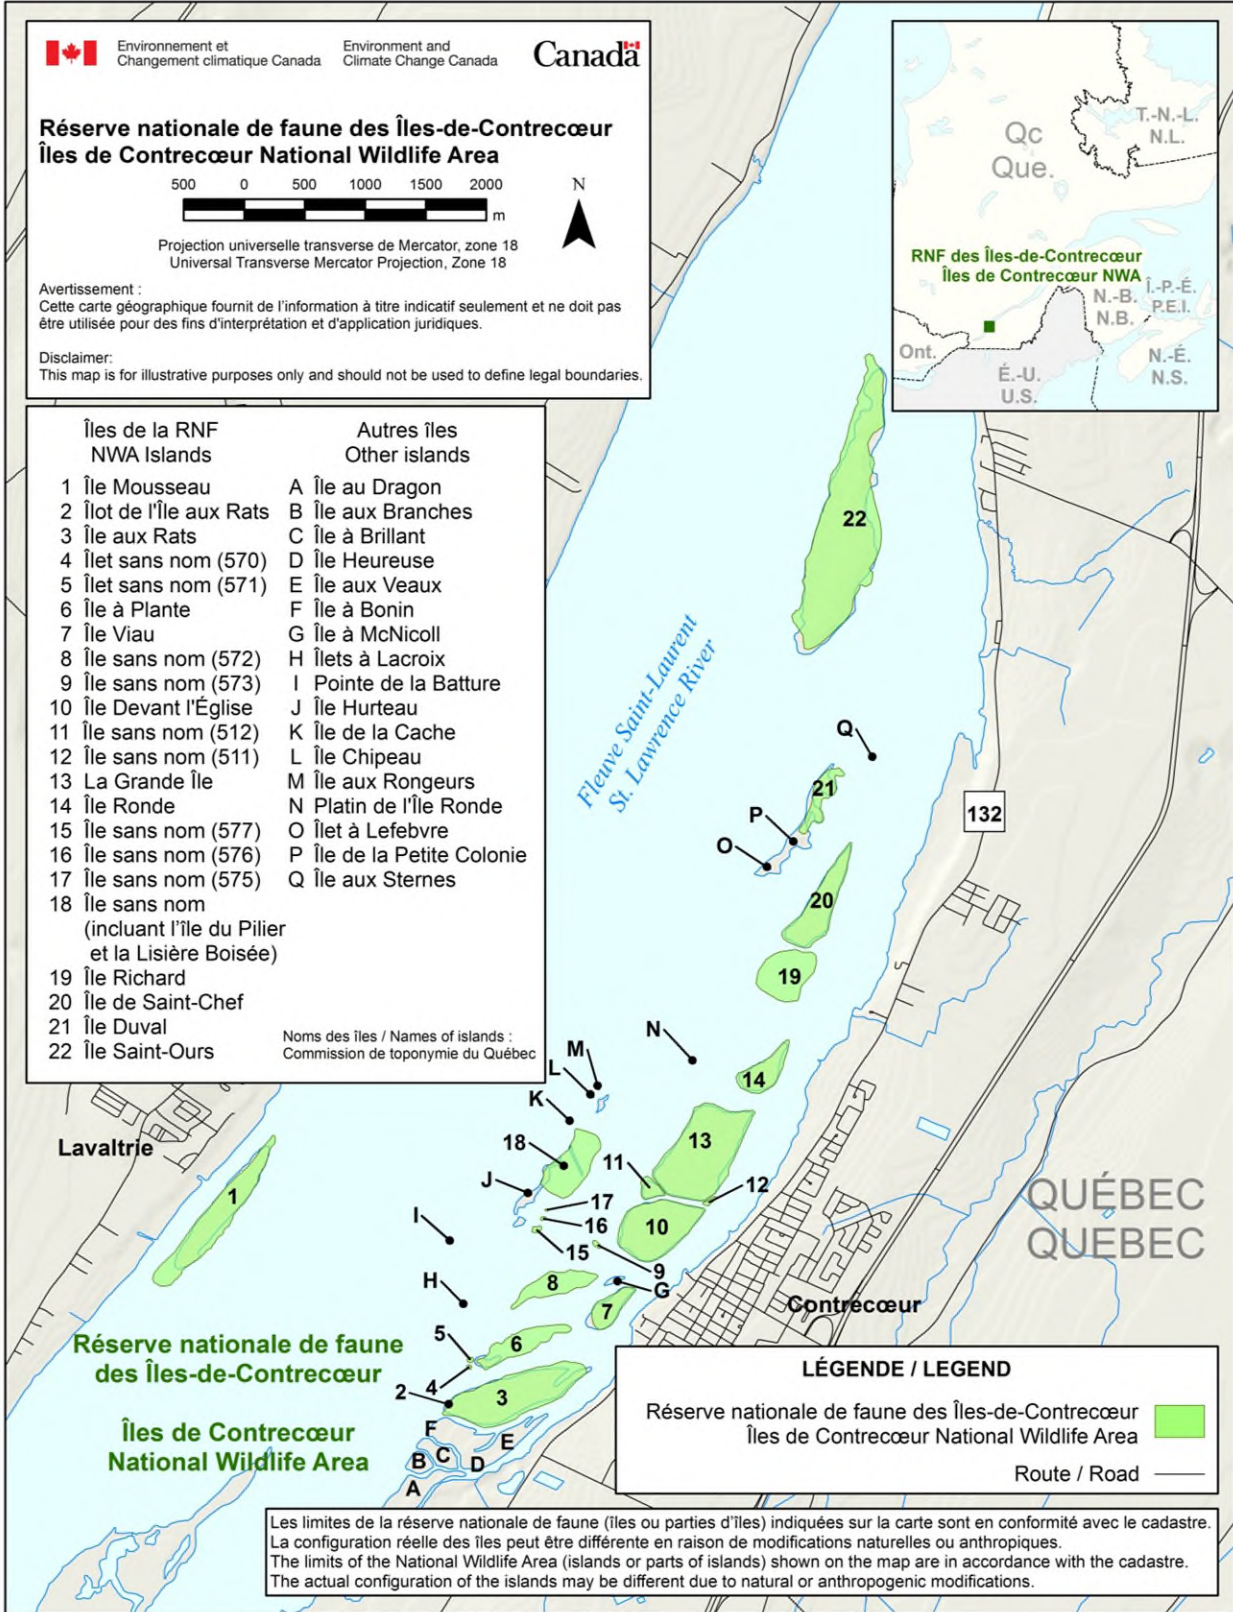 Environnement et
Changement climatique Canada
Environment and
Climate Change Canada
Canada
Réserve nationale de faune des Îles-de-Contrecœur
Îles de Contrecœur National Wildlife Area
500 0 500 1000 1500 2000
m
N
Projection universelle transverse de Mercator, zone 18
Universal Transverse Mercator Projection, Zone 18
Avertissement :
Cette carte géographique fournit de l'information à titre indicatif seulement et ne doit pas
être utilisée pour des fins d'interprétation et d'application juridiques.
Disclaimer:
This map is for illustrative purposes only and should not be used to define legal boundaries.
Qc
Que.
T.-N.-L.
N.L.
RNF des Îles-de-Contrecœur
Îles de Contrecœur NWA
N.-B.
N.B.
Î.-P.-É.
P.E.I.
Ont.
É.-U.
U.S.
N.-É.
N.S.
Îles de la RNF
NWA Islands
1 Île Mousseau
2 Îlot de l'Île aux Rats
3 Île aux Rats
4 Îlet sans nom (570)
5 Îlet sans nom (571)
6 Île à Plante
7 Île Viau
8 Île sans nom (572)
9 Île sans nom (573)
10 Île Devant l'Église
11 Île sans nom (512)
12 Île sans nom (511)
13 La Grande Île
14 Île Ronde
15 Île sans nom (577)
16 Île sans nom (576)
17 Île sans nom (575)
18 Île sans nom
(incluant l'île du Pilier
et la Lisière Boisée)
19 Île Richard
20 Île de Saint-Chef
21 Île Duval
22 Île Saint-Ours
Autres îles
Other islands
A Île au Dragon
B Île aux Branches
C Île à Brillant
D Île Heureuse
E Île aux Veaux
F Île à Bonin
G Île à McNicoll
H Îlets à Lacroix
I Pointe de la Batture
J Île Hurteau
K Île de la Cache
L Île Chipeau
M Île aux Rongeurs
N Platin de l'Île Ronde
O Îlet à Lefebvre
P Île de la Petite Colonie
Q Île aux Sternes
Noms des îles / Names of islands :
Commission de toponymie du Québec
22
Fleuve Saint-Laurent
St. Lawrence River
Q
21
P
132
O
20
19
N
M
14
L
K
13
Lavaltrie
18
11
12
J
1
17
QUÉBEC
QUEBEC
16
10
I
15
9
8
G
H
7
Contrecœur
5
6
Réserve nationale de faune
des Îles-de-Contrecœur
4
2
3
Îles de Contrecœur
National Wildlife Area
F
E
B
C
D
A
LÉGENDE / LEGEND
Réserve nationale de faune des Îles-de-Contrecœur
Îles de Contrecœur National Wildlife Area
Route / Road
Les limites de la réserve nationale de faune (îles ou parties d'îles) indiquées sur la carte sont en conformité avec le cadastre.
La configuration réelle des îles peut être différente en raison de modifications naturelles ou anthropiques.
The limits of the National Wildlife Area (islands or parts of islands) shown on the map are in accordance with the cadastre.
The actual configuration of the islands may be different due to natural or anthropogenic modifications.